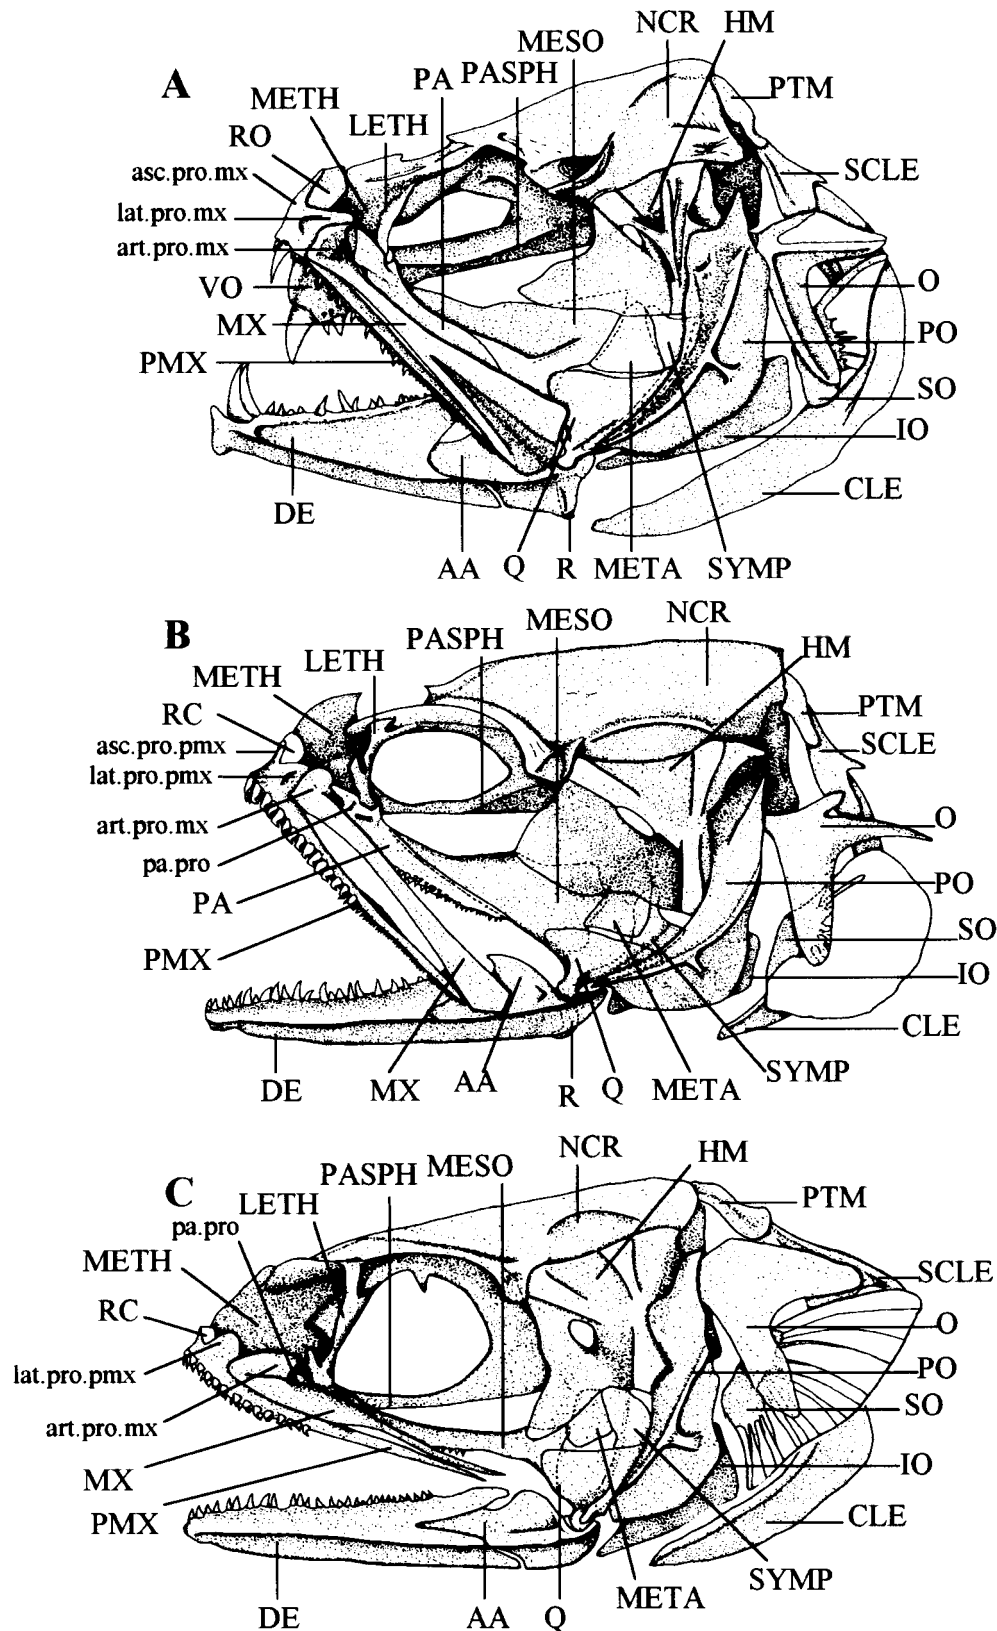 A
NCR
HM
MESO
PASPH
PA
PTM
METH
LETH
RO
asc.pro.mx
SCLE
lat.pro.mx
art.pro.mx
VO
O
MX
PO
PMX
SO
IO
CLE
DE
AA
Q
R
META
SYMP
B
NCR
MESO
PASPH
HM
LETH
METH
PTM
RC
SCLE
asc.pro.pmx
lat.pro.pmx
O
art.pro.mx
pa.pro
PO
PA
SO
PMX
IO
CLE
DE
MX
AA
R
Q
META
SYMP
C
NCR
HM
PASPH
MESO
PTM
LETH
pa.pro
METH
SCLE
RC
O
lat.pro.pmx
PO
SO
art.pro.mx
IO
MX
PMX
CLE
SYMP
META
DE
AA
Q